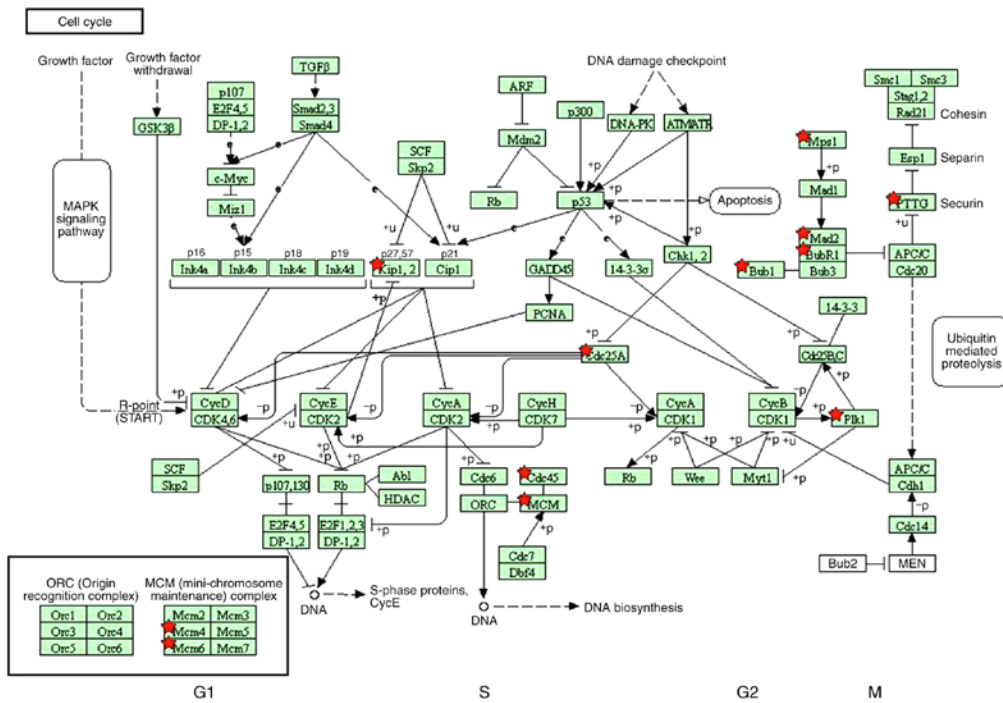 Cell cycle
Growth factor
Growth factor
withdrawal
TGFβ
DNA damage checkpoint
Smc1 Smc3
Stag1,2
Rad21
Cohesin
p107
E2F4,5
DP-1,2
Smad2,3
Smad4
ARF
p300
DNA-PK
ATM/ATR
GSK3β
Mps1
+p
Mdm2
SCF
Skp2
Esp1
Separin
e
c-Myc
e
e
Rb
p53
+p
+p
+p
Apoptosis
Mad1
+p
PTTG
Securin
MAPK
signaling
pathway
Miz1
e
+u
+u
e
e
e
+p
Chk1, 2
Mad2
BubR1
Bub3
Bub1
+u
APC/C
Cdc20
p16
p15
p18
p19
p27,57
p21
Ink4a
Ink4b
Ink4c
Ink4d
Kip1, 2
Cip1
GADD45
14-3-3σ
+p
PCNA
14-3-3
+p
+p
Cdc25A
Cdc25B,C
Ubiquitin
mediated
proteolysis
R-point
(START)
+p
CycD
CDK4,6
−p
CycE
CDK2
−p
CycA
CDK2
−p
CycH
CDK7
+p
+p
CycA
CDK1
CycB
CDK1
−p
+p
+p
Plk1
+u
+u
+p
+p
+p
+p
+p
+p
+p
+p
+p
SCF
Skp2
p107,130
Rb
Abl
HDAC
Cdc6
Cdc45
ORC
MCM
Rb
Wee
Myt1
APC/C
Cdh1
−p
Cdc14
E2F4,5
DP-1,2
E2F1,2,3
DP-1,2
+p
+p
Cdc7
Dbf4
Bub2
MEN
DNA
S-phase proteins,
CycE
DNA
DNA biosynthesis
ORC (Origin
recognition complex)
MCM (mini-chromosome
maintenance) complex
Orc1 Orc2
Orc3 Orc4
Orc5 Orc6
Mcm2 Mcm3
Mcm4 Mcm5
Mcm6 Mcm7
G1 S G2 M